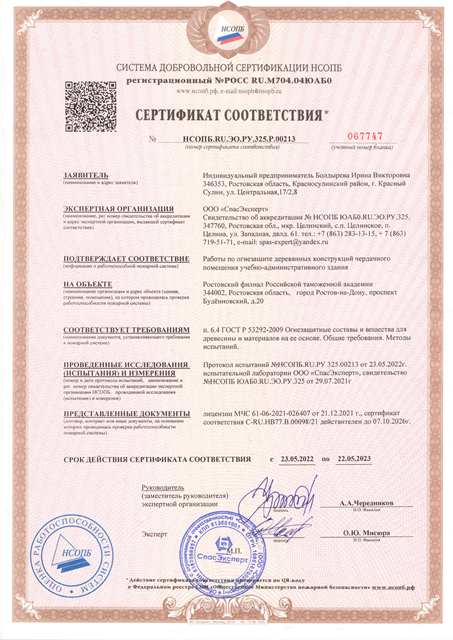 НСОПБ
СИСТЕМА ДОБРОВОЛЬНОЙ СЕРТИФИКАЦИИ НСОПБ
регистрационный №РОСС RU.М704.04ЮАБ0
www.нсопб.рф, e-mail:nsopb@nsopb.ru
СЕРТИФИКАТ СООТВЕТСТВИЯ*
№ НСОПБ.RU.ЭО.РУ.325.Р.00213 067747
(номер сертификата соответствия) (учетный номер бланка)
ЗАЯВИТЕЛЬ
(наименование и адрес заявителя)
Индивидуальный предприниматель Болдырева Ирина Викторовна
346353, Ростовская область, Красносулинский район, г. Красный
Сулин, ул. Центральная,17/2,8
ЭКСПЕРТНАЯ ОРГАНИЗАЦИЯ
(наименование, рег номер свидетельства об аккредитации
и адрес экспертной организации, выдавшей сертификат
соответствия)
ООО «СпасЭксперт»
Свидетельство об аккредитации № НСОПБ ЮАБ0.RU.ЭО.РУ.325.
347760, Ростовская обл., мкр. Целинский, с.п. Целинское, п.
Целина, ул. Западная, двлд. 61. тел.: +7 (863) 283-13-15, +7 (863)
719-51-71, e-mail: spas-expert@yandex.ru
ПОДТВЕРЖДАЕТ СООТВЕТСТВИЕ
(информация о работоспособности пожарной системы)
Работы по огнезащите деревянных конструкций чердачного
помещения учебно-административного здания
НА ОБЪЕКТЕ
(наименование организации и адрес объекта (здания,
строения, помещения), на котором проводилась проверка
работоспособности пожарной системы)
Ростовский филиал Российской таможенной академии
344002, Ростовская область, город Ростов-на-Дону, проспект
Будённовский, д.20
СООТВЕТСТВУЕТ ТРЕБОВАНИЯМ
(наименование документа, устанавливающего требования
к пожарной системе)
п. 6.4 ГОСТ Р 53292-2009 Огнезащитные составы и вещества для
древесины и материалов на ее основе. Общие требования. Методы
испытаний.
ПРОВЕДЕННЫЕ ИССЛЕДОВАНИЯ
(ИСПЫТАНИЯ) И ИЗМЕРЕНИЯ
(номер и дата протокола испытаний, наименование и
рег. номер свидетельства об аккредитации экспертной
организации НСОПБ, проводившей исследования
(испытания) и измерения)
Протокол испытаний №НСОПБ.RU.РУ 325.00213 от 23.05.2022г.
испытательной лаборатории ООО «СпасЭксперт», свидетельство
№НСОПБ ЮАБ0.RU.ЭО.РУ.325 от 29.07.2021г.
ПРЕДСТАВЛЕННЫЕ ДОКУМЕНТЫ
(договор, контракт или иные документы, на основании
которых проводилась проверка работоспособности
пожарной системы)
лицензии МЧС 61-06-2021-026407 от 21.12.2021 г., сертификат
соответствия C-RU.НВ77.В.00098/21 действителен до 07.10.2026г.
СРОК ДЕЙСТВИЯ СЕРТИФИКАТА СООТВЕТСТВИЯ с 23.05.2022 по 22.05.2023
Руководитель
(заместитель руководителя)
экспертной организации
А.А.Чередников
И.О. Фамилия
Эксперт
О.Ю. Мисюра
И.О. Фамилия
М.П.
СпасЭксперт
НСОПБ
ОЦЕНКА РАБОТОСПОСОБНОСТИ СИСТЕМ
*Действие сертификата соответствия проверяется по QR-коду
в Федеральном реестре СДС «Общественного Мониторинга пожарной безопасности» www.нсопб.рф